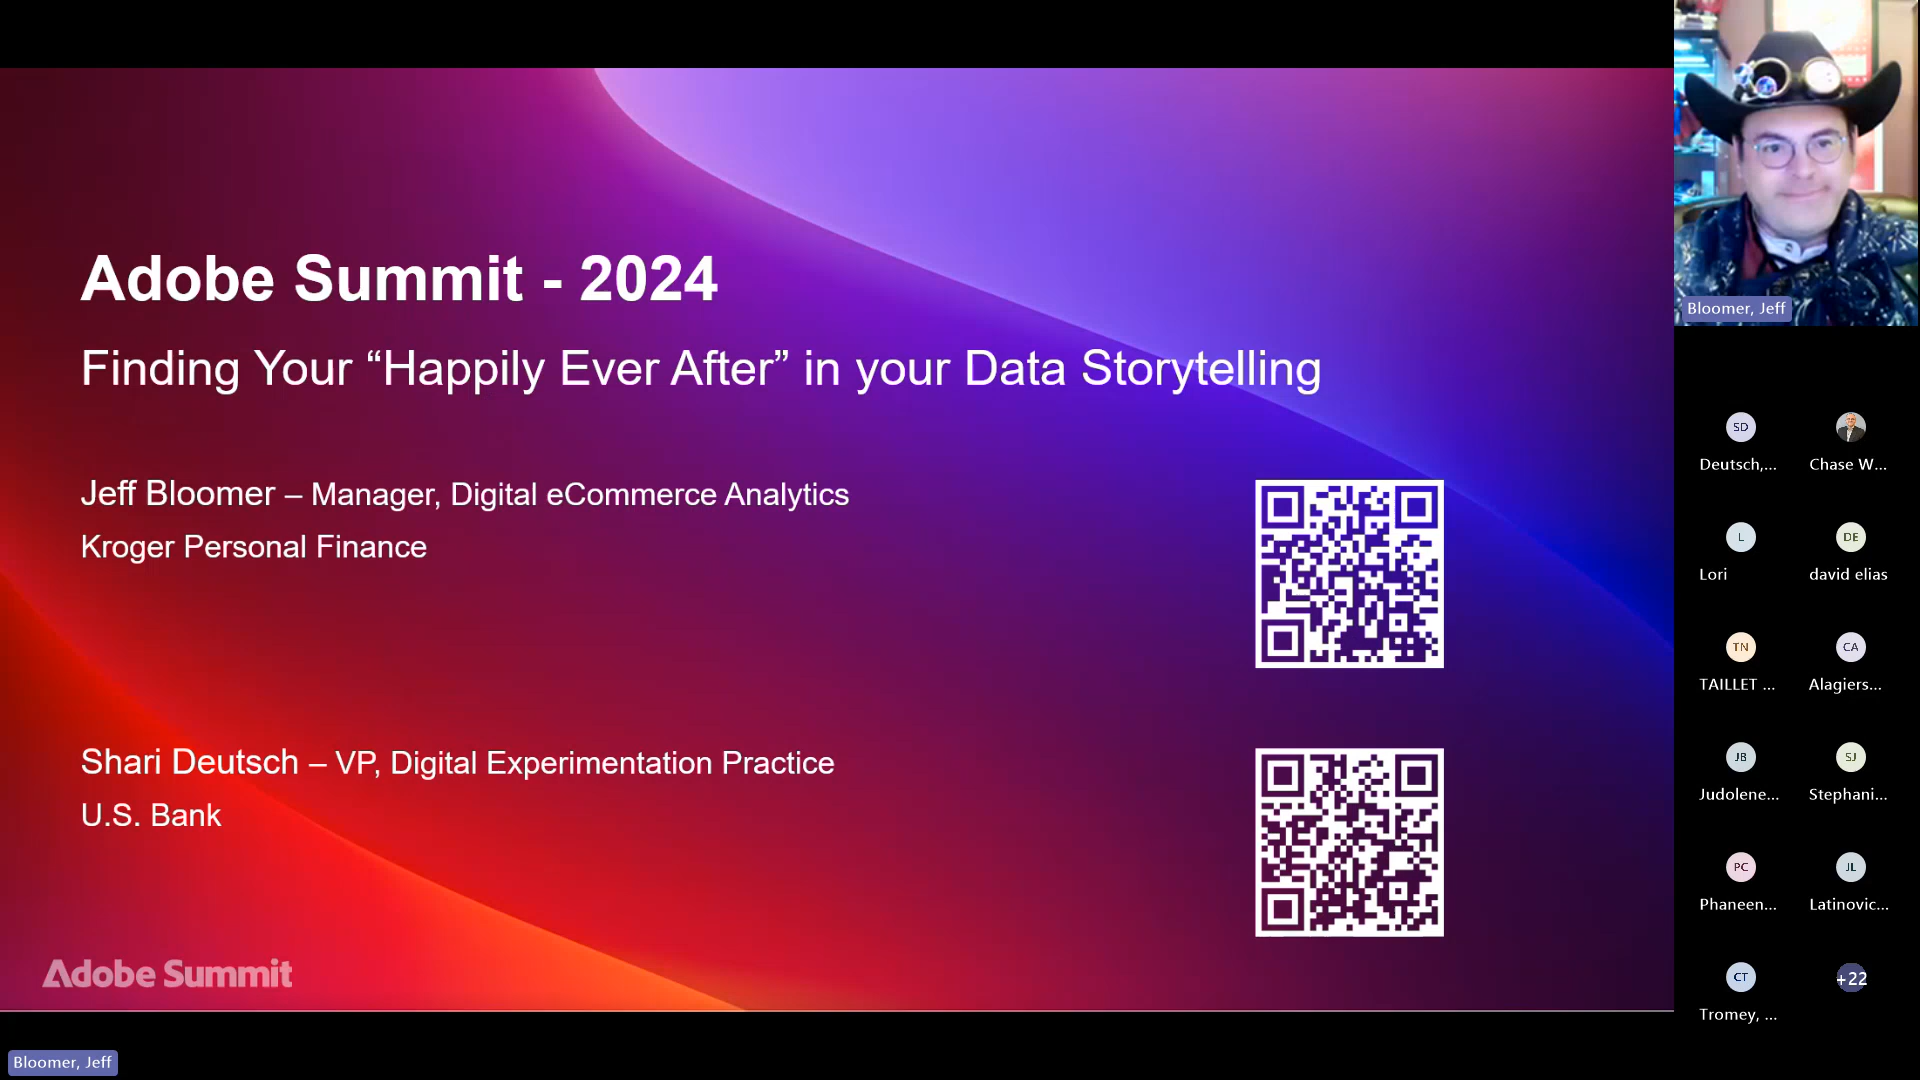 Adobe Summit - 2024
Finding Your “Happily Ever After” in your Data Storytelling
Jeff Bloomer – Manager, Digital eCommerce Analytics
Kroger Personal Finance
Shari Deutsch – VP, Digital Experimentation Practice
U.S. Bank
Adobe Summit
Bloomer, Jeff
Bloomer, Jeff
SD
Deutsch,...
Chase W...
L
Lori
DE
david elias
TN
TAILLET ...
CA
Alagiers...
JB
Judolene...
SJ
Stephani...
PC
Phaneen...
JL
Latinovic...
CT
Tromey, ...
+22